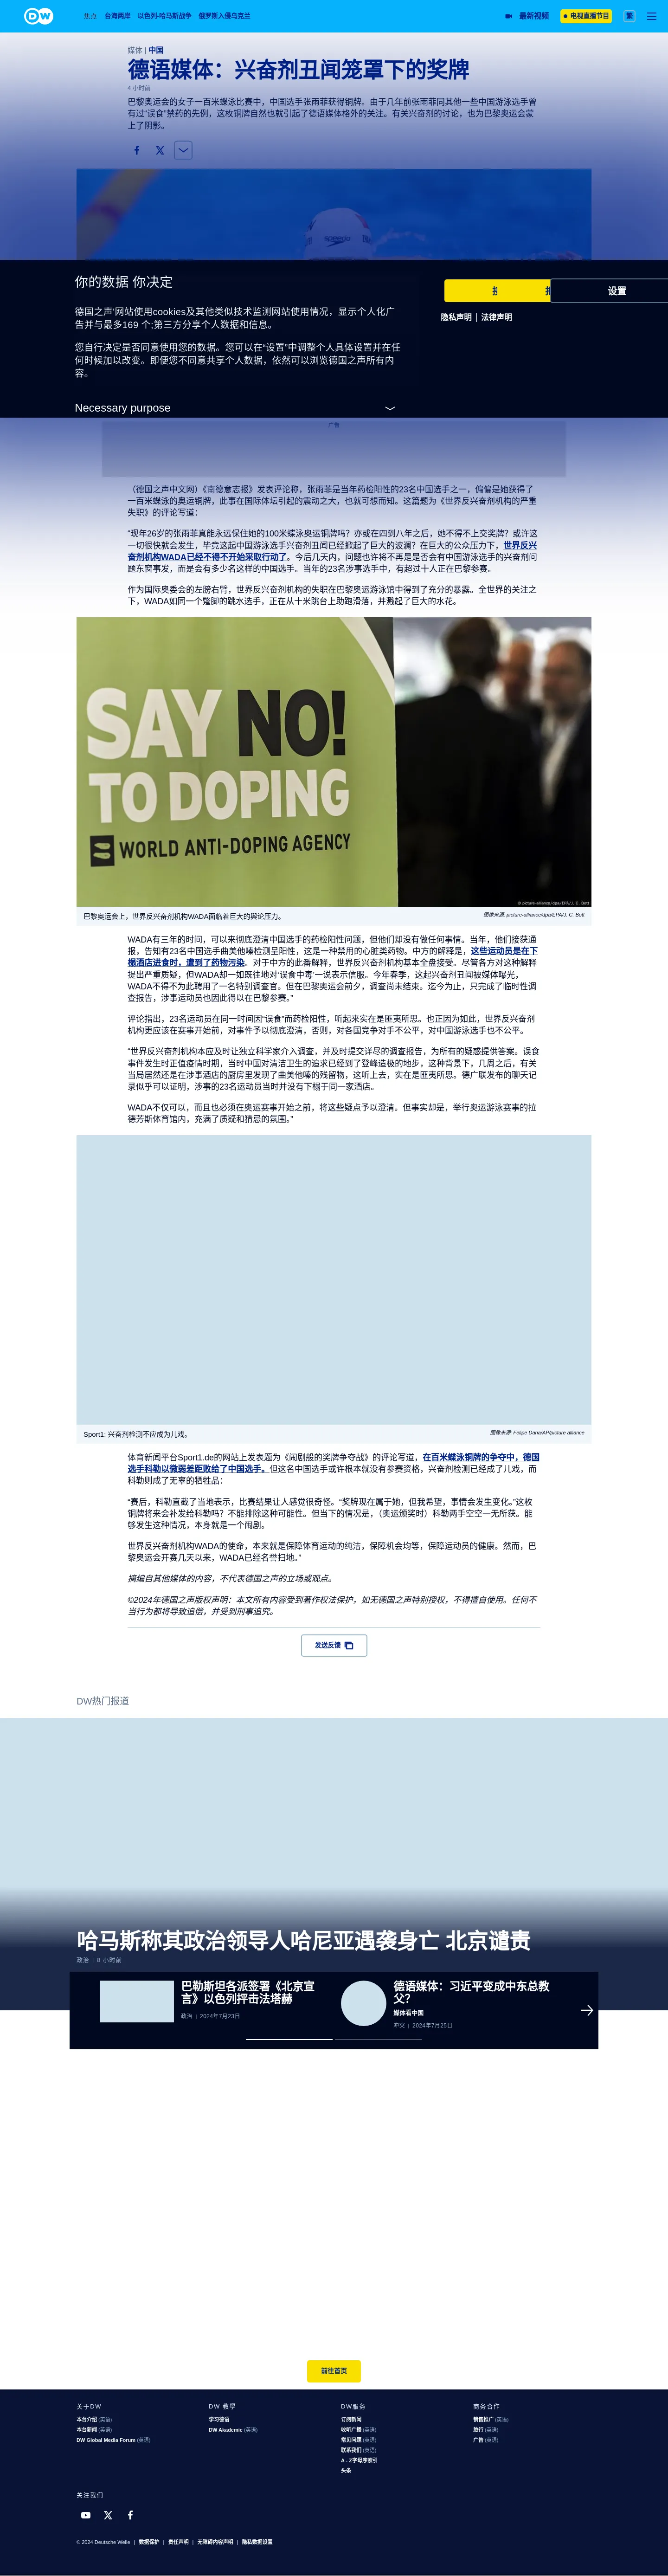 DW
焦点 台海两岸 以色列-哈马斯战争 俄罗斯入侵乌克兰 最新视频 电视直播节目 繁
媒体 | 中国
德语媒体：兴奋剂丑闻笼罩下的奖牌
4 小时前
巴黎奥运会的女子一百米蝶泳比赛中，中国选手张雨菲获得铜牌。由于几年前张雨菲同其他一些中国游泳选手曾
有过“误食”禁药的先例，这枚铜牌自然也就引起了德语媒体格外的关注。有关兴奋剂的讨论，也为巴黎奥运会蒙
上了阴影。
speedo
你的数据 你决定
德国之声'网站使用cookies及其他类似技术监测网站使用情况，显示个人化广
告并与最多169 个;第三方分享个人数据和信息。
您自行决定是否同意使用您的数据。您可以在“设置”中调整个人具体设置并在任
何时候加以改变。即便您不同意共享个人数据，依然可以浏览德国之声所有内
容。
Necessary purpose
设置
隐私声明 | 法律声明
广告
（德国之声中文网）《南德意志报》发表评论称，张雨菲是当年药检阳性的23名中国选手之一，偏偏是她获得了
一百米蝶泳的奥运铜牌，此事在国际体坛引起的震动之大，也就可想而知。这篇题为《世界反兴奋剂机构的严重
失职》的评论写道：
“现年26岁的张雨菲真能永远保住她的100米蝶泳奥运铜牌吗？亦或在四到八年之后，她不得不上交奖牌？或许这
一切很快就会发生，毕竟这起中国游泳选手兴奋剂丑闻已经掀起了巨大的波澜？在巨大的公众压力下，世界反兴
奋剂机构WADA已经不得不开始采取行动了。今后几天内，问题也许将不再是是否会有中国游泳选手的兴奋剂问
题东窗事发，而是会有多少名这样的中国选手。当年的23名涉事选手中，有超过十人正在巴黎参赛。
作为国际奥委会的左膀右臂，世界反兴奋剂机构的失职在巴黎奥运游泳馆中得到了充分的暴露。全世界的关注之
下，WADA如同一个蹩脚的跳水选手，正在从十米跳台上助跑滑落，并溅起了巨大的水花。
SAY NO!
TO DOPING
WORLD ANTI-DOPING AGENCY
© picture-alliance/dpa/EPA/J. C. Bott
巴黎奥运会上，世界反兴奋剂机构WADA面临着巨大的舆论压力。
图像来源: picture-alliance/dpa/EPA/J. C. Bott
WADA有三年的时间，可以来彻底澄清中国选手的药检阳性问题，但他们却没有做任何事情。当年，他们接获通
报，告知有23名中国选手曲美他嗪检测呈阳性，这是一种禁用的心脏类药物。中方的解释是，这些运动员是在下
榻酒店进食时，遭到了药物污染。对于中方的此番解释，世界反兴奋剂机构基本全盘接受。尽管各方对这种解释
提出严重质疑，但WADA却一如既往地对‘误食中毒’一说表示信服。今年春季，这起兴奋剂丑闻被媒体曝光，
WADA不得不为此聘用了一名特别调查官。但在巴黎奥运会前夕，调查尚未结束。迄今为止，只完成了临时性调
查报告，涉事运动员也因此得以在巴黎参赛。”
评论指出，23名运动员在同一时间因“误食”而药检阳性，听起来实在是匪夷所思。也正因为如此，世界反兴奋剂
机构更应该在赛事开始前，对事件予以彻底澄清，否则，对各国竞争对手不公平，对中国游泳选手也不公平。
“世界反兴奋剂机构本应及时让独立科学家介入调查，并及时提交详尽的调查报告，为所有的疑惑提供答案。误食
事件发生时正值疫情时期，当时中国对清洁卫生的追求已经到了登峰造极的地步，这种背景下，几周之后，有关
当局居然还是在涉事酒店的厨房里发现了曲美他嗪的残留物，这听上去，实在是匪夷所思。德广联发布的聊天记
录似乎可以证明，涉事的23名运动员当时并没有下榻于同一家酒店。
WADA不仅可以，而且也必须在奥运赛事开始之前，将这些疑点予以澄清。但事实却是，举行奥运游泳赛事的拉
德芳斯体育馆内，充满了质疑和猜忌的氛围。”
Sport1: 兴奋剂检测不应成为儿戏。
图像来源: Felipe Dana/AP/picture alliance
体育新闻平台Sport1.de的网站上发表题为《闹剧般的奖牌争夺战》的评论写道，在百米蝶泳铜牌的争夺中，德国
选手科勒以微弱差距败给了中国选手。但这名中国选手或许根本就没有参赛资格，兴奋剂检测已经成了儿戏，而
科勒则成了无辜的牺牲品：
“赛后，科勒直截了当地表示，比赛结果让人感觉很奇怪。“奖牌现在属于她，但我希望，事情会发生变化。”这枚
铜牌将来会补发给科勒吗？不能排除这种可能性。但当下的情况是，（奥运颁奖时）科勒两手空空一无所获。能
够发生这种情况，本身就是一个闹剧。
世界反兴奋剂机构WADA的使命，本来就是保障体育运动的纯洁，保障机会均等，保障运动员的健康。然而，巴
黎奥运会开赛几天以来，WADA已经名誉扫地。”
摘编自其他媒体的内容，不代表德国之声的立场或观点。
©2024年德国之声版权声明：本文所有内容受到著作权法保护，如无德国之声特别授权，不得擅自使用。任何不
当行为都将导致追偿，并受到刑事追究。
发送反馈
DW热门报道
哈马斯称其政治领导人哈尼亚遇袭身亡 北京谴责
政治 | 8 小时前
巴勒斯坦各派签署《北京宣
言》以色列抨击法塔赫
政治 | 2024年7月23日
德语媒体：习近平变成中东总教
父？
媒体看中国
冲突 | 2024年7月25日
前往首页
关于DW
本台介绍 (英语)
本台新闻 (英语)
DW Global Media Forum (英语)
DW 教學
学习德语
DW Akademie (英语)
DW服务
订阅新闻
收听广播 (英语)
常见问题 (英语)
联系我们 (英语)
A - Z字母序索引
头条
商务合作
销售推广 (英语)
旅行 (英语)
广告 (英语)
关注我们
© 2024 Deutsche Welle | 数据保护 | 责任声明 | 无障碍内容声明 | 隐私数据设置